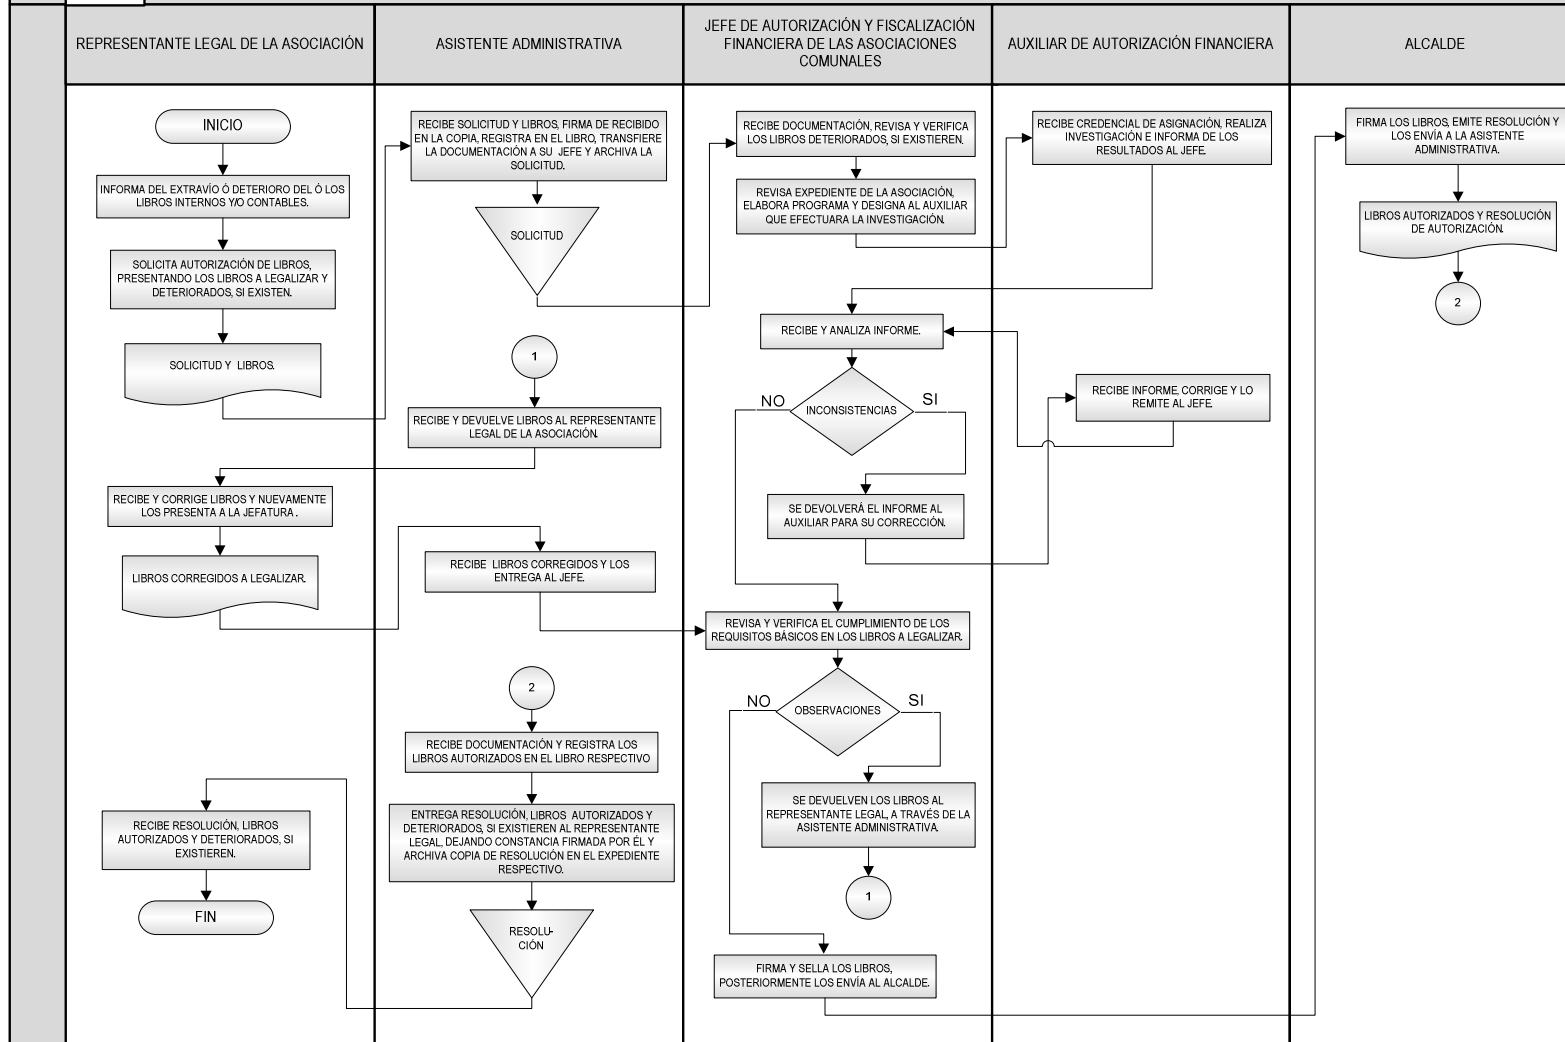 REPRESENTANTE LEGAL DE LA ASOCIACIÓN
ASISTENTE ADMINISTRATIVA
JEFE DE AUTORIZACIÓN Y FISCALIZACIÓN
FINANCIERA DE LAS ASOCIACIONES
COMUNALES
AUXILIAR DE AUTORIZACIÓN FINANCIERA
ALCALDE
INICIO
INFORMA DEL EXTRAVÍO Ó DETERIORO DEL Ó LOS
LIBROS INTERNOS Y/O CONTABLES.
SOLICITA AUTORIZACIÓN DE LIBROS,
PRESENTANDO LOS LIBROS A LEGALIZAR Y
DETERIORADOS, SI EXISTEN.
SOLICITUD Y LIBROS.
RECIBE Y CORRIGE LIBROS Y NUEVAMENTE
LOS PRESENTA A LA JEFATURA .
LIBROS CORREGIDOS A LEGALIZAR.
RECIBE RESOLUCIÓN, LIBROS
AUTORIZADOS Y DETERIORADOS, SI
EXISTIEREN.
FIN
RECIBE SOLICITUD Y LIBROS, FIRMA DE RECIBIDO
EN LA COPIA, REGISTRA EN EL LIBRO, TRANSFIERE
LA DOCUMENTACIÓN A SU JEFE Y ARCHIVA LA
SOLICITUD.
SOLICITUD
1
RECIBE Y DEVUELVE LIBROS AL REPRESENTANTE
LEGAL DE LA ASOCIACIÓN.
RECIBE LIBROS CORREGIDOS Y LOS
ENTREGA AL JEFE.
2
RECIBE DOCUMENTACIÓN Y REGISTRA LOS
LIBROS AUTORIZADOS EN EL LIBRO RESPECTIVO
ENTREGA RESOLUCIÓN, LIBROS AUTORIZADOS Y
DETERIORADOS, SI EXISTIEREN AL REPRESENTANTE
LEGAL, DEJANDO CONSTANCIA FIRMADA POR ÉL Y
ARCHIVA COPIA DE RESOLUCIÓN EN EL EXPEDIENTE
RESPECTIVO.
RESOLU-
CIÓN
RECIBE DOCUMENTACIÓN, REVISA Y VERIFICA
LOS LIBROS DETERIORADOS, SI EXISTIEREN.
REVISA EXPEDIENTE DE LA ASOCIACIÓN,
ELABORA PROGRAMA Y DESIGNA AL AUXILIAR
QUE EFECTUARA LA INVESTIGACIÓN.
RECIBE Y ANALIZA INFORME.
NO
INCONSISTENCIAS
SI
SE DEVOLVERÁ EL INFORME AL
AUXILIAR PARA SU CORRECCIÓN.
REVISA Y VERIFICA EL CUMPLIMIENTO DE LOS
REQUISITOS BÁSICOS EN LOS LIBROS A LEGALIZAR.
NO
OBSERVACIONES
SI
SE DEVUELVEN LOS LIBROS AL
REPRESENTANTE LEGAL, A TRAVÉS DE LA
ASISTENTE ADMINISTRATIVA.
1
FIRMA Y SELLA LOS LIBROS,
POSTERIORMENTE LOS ENVÍA AL ALCALDE.
RECIBE CREDENCIAL DE ASIGNACIÓN, REALIZA
INVESTIGACIÓN E INFORMA DE LOS
RESULTADOS AL JEFE.
RECIBE INFORME, CORRIGE Y LO
REMITE AL JEFE.
FIRMA LOS LIBROS, EMITE RESOLUCIÓN Y
LOS ENVÍA A LA ASISTENTE
ADMINISTRATIVA.
LIBROS AUTORIZADOS Y RESOLUCIÓN
DE AUTORIZACIÓN.
2